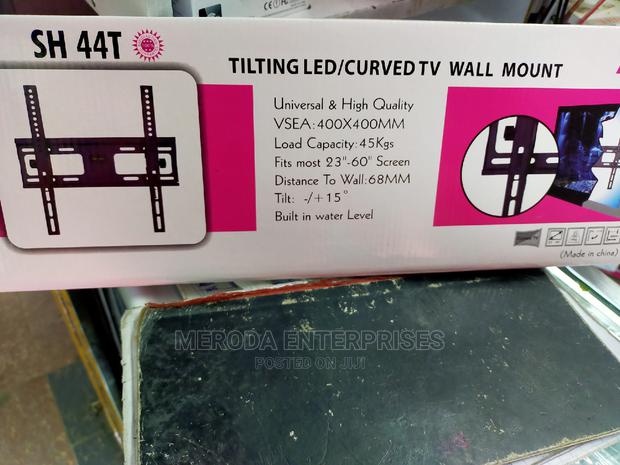 SH 44T
TILTING LED/CURVED TV WALL MOUNT
Universal & High Quality
VSEA:400X400MM
Load Capacity:45Kgs
Fits most 23"-60" Screen
Distance To Wall:68MM
Tilt: -/+15°
Built in water Level
(Made in china)
MERODA ENTERPRISES
POSTED ON JIJI